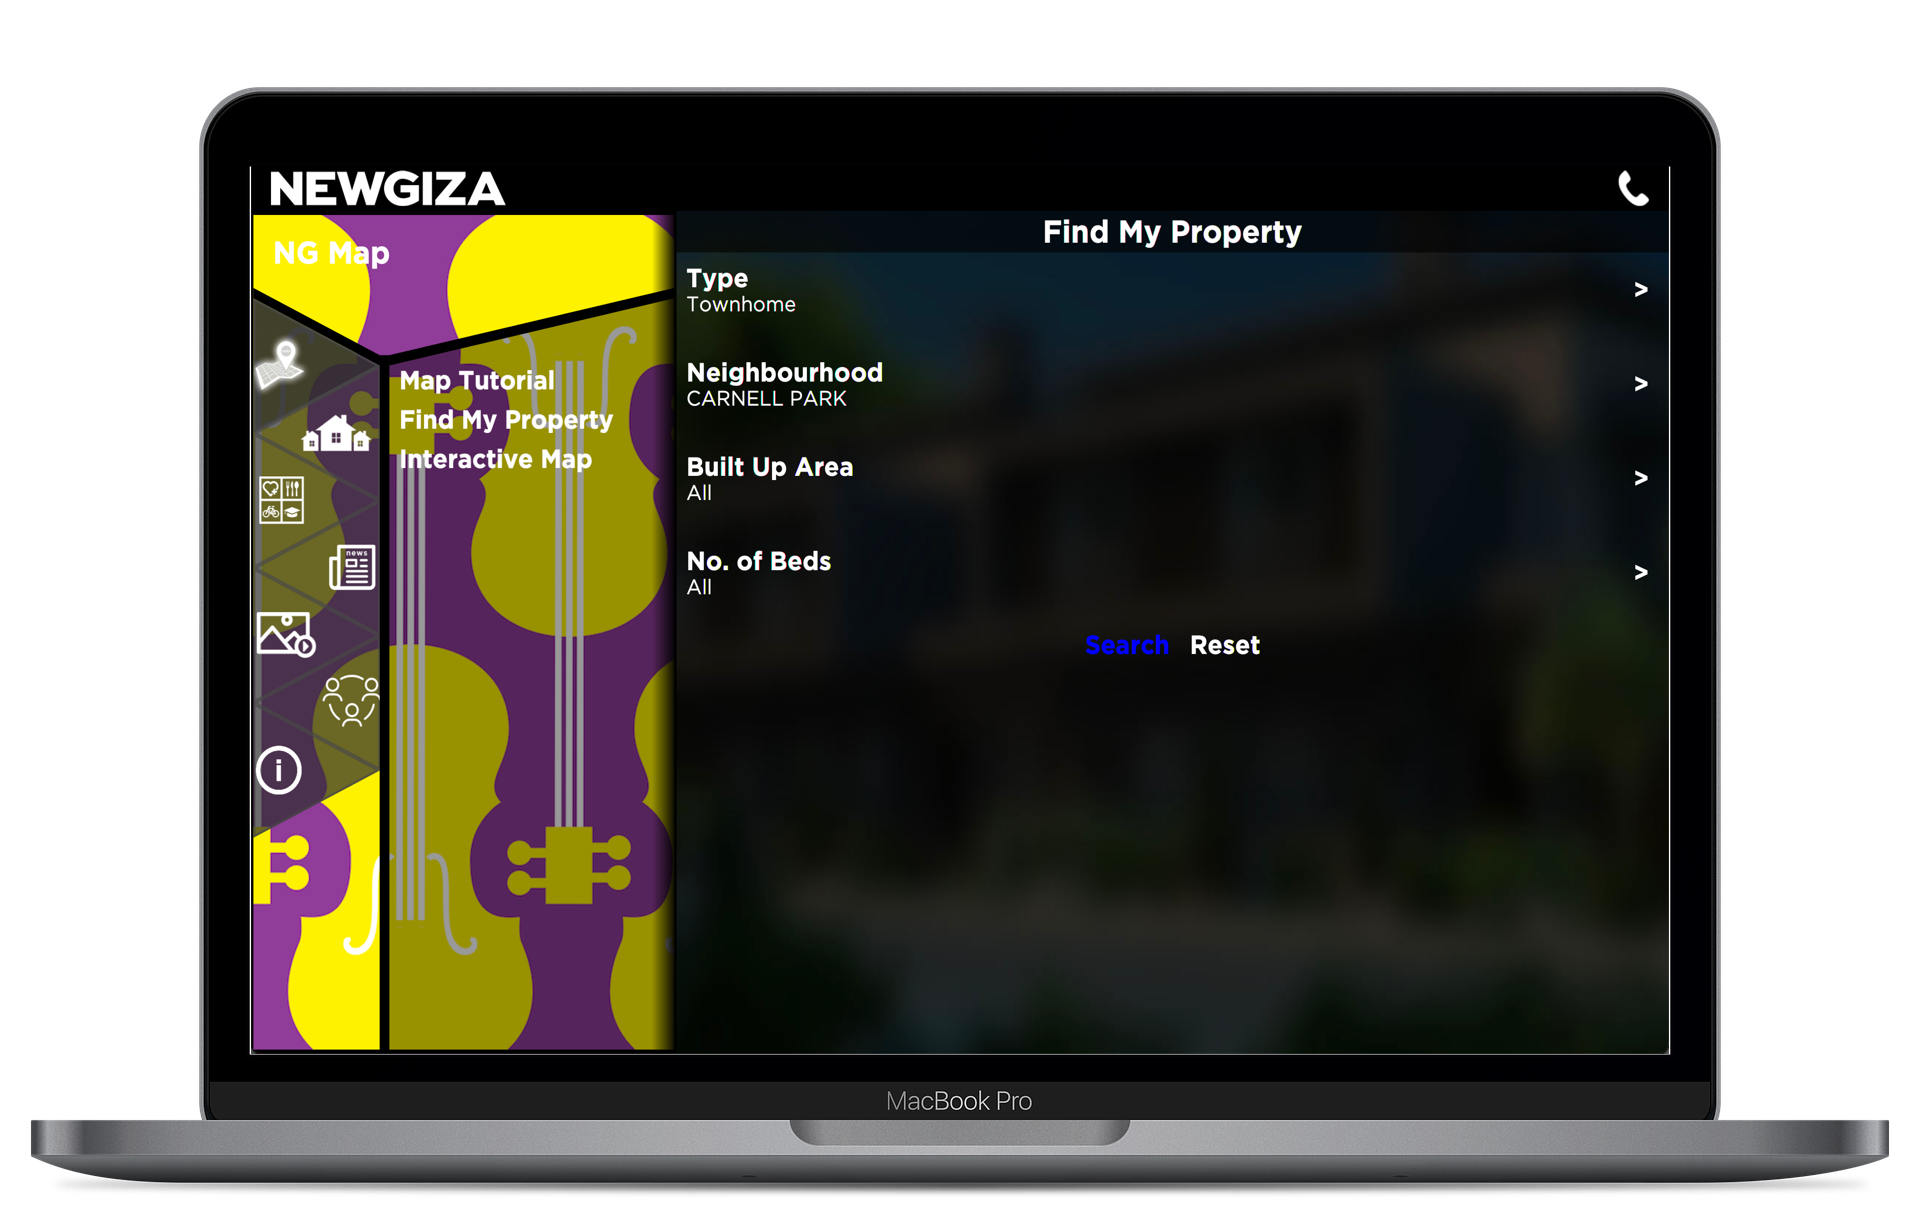 NEWGIZA
NG Map
Map Tutorial
Find My Property
Interactive Map
news
i
Find My Property
Type
Townhome
>
Neighbourhood
CARNELL PARK
>
Built Up Area
All
>
No. of Beds
All
>
Search Reset
MacBook Pro